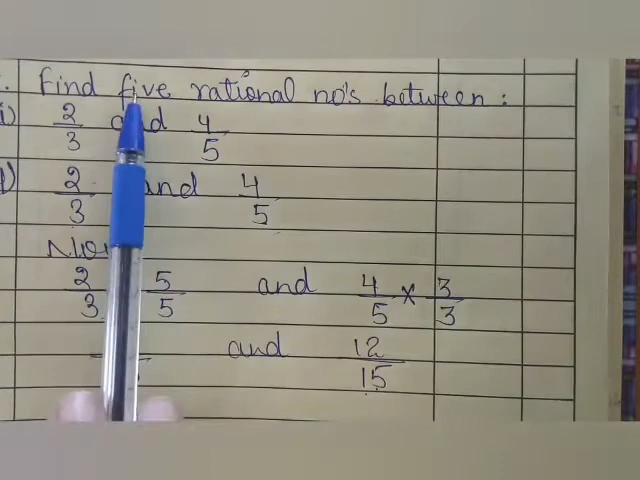 Find five rational no's between :
i) 2/3 and 4/5
2/3 and 4/5
2/3 5/5 and 4/5 × 3/3
and 12/15